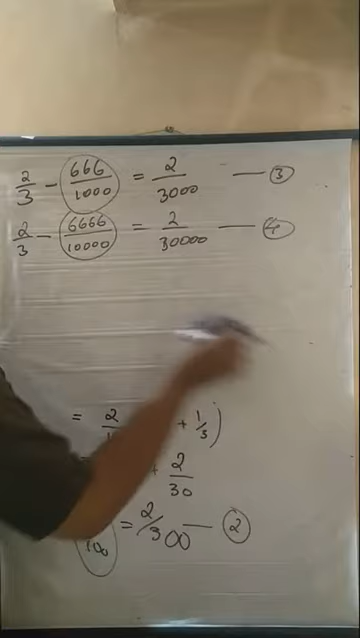 2/3 - 666/1000 = 2/3000 — 3
2/3 - 6666/10000 = 2/30000 — 4
= 2/ + 1/3)
+ 2/30
100 = 2/300 — 2